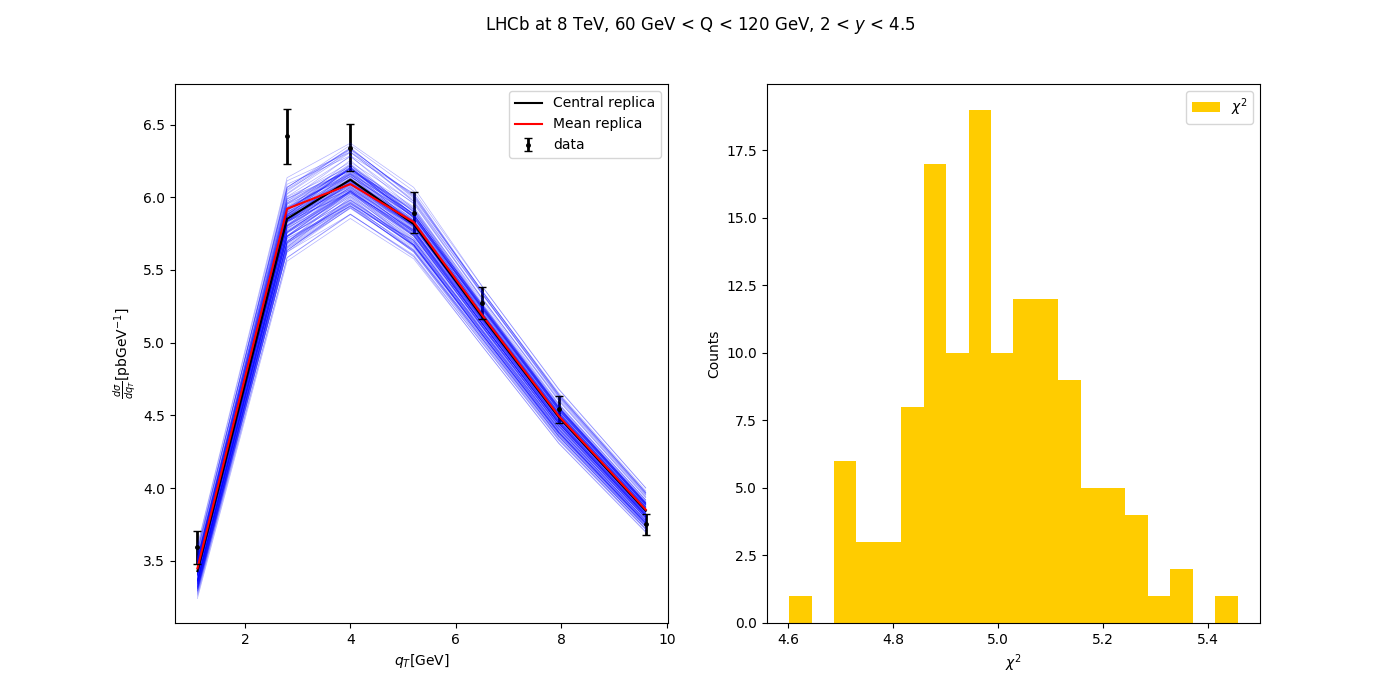 LHCb at 8 TeV, 60 GeV < Q < 120 GeV, 2 < y < 4.5
Central replica
Mean replica
data
6.5
6.0
5.5
5.0
4.5
4.0
3.5
dσ/dq_T [pbGeV⁻¹]
2
4
6
8
10
q_T[GeV]
χ²
17.5
15.0
12.5
10.0
7.5
5.0
2.5
0.0
Counts
4.6
4.8
5.0
5.2
5.4
χ²